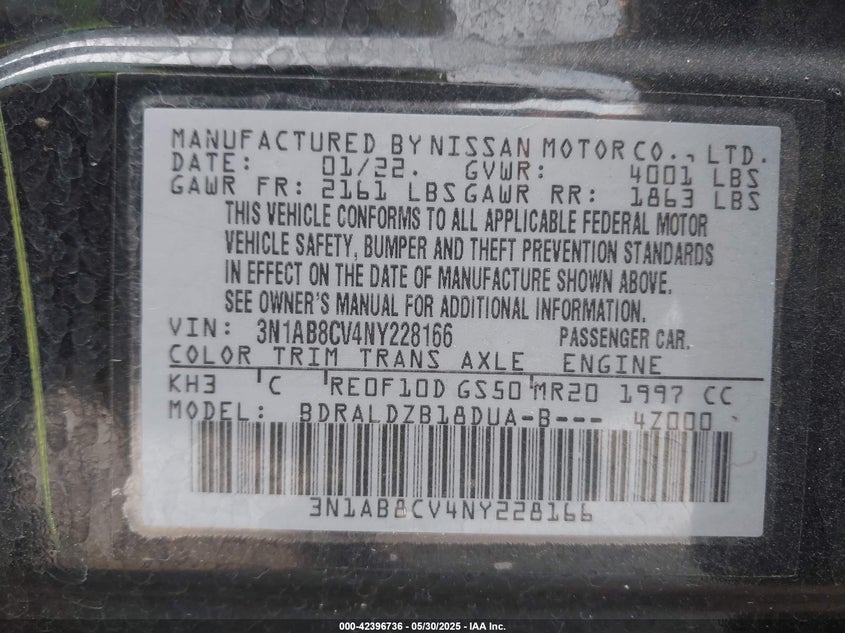 MANUFACTURED BY NISSAN MOTOR CO., LTD.
DATE: 01/22. GVWR: 4001 LBS
GAWR FR: 2161 LBS GAWR RR: 1863 LBS
THIS VEHICLE CONFORMS TO ALL APPLICABLE FEDERAL MOTOR
VEHICLE SAFETY, BUMPER AND THEFT PREVENTION STANDARDS
IN EFFECT ON THE DATE OF MANUFACTURE SHOWN ABOVE.
SEE OWNER'S MANUAL FOR ADDITIONAL INFORMATION.
VIN: 3N1AB8CV4NY228166 PASSENGER CAR.
COLOR TRIM TRANS AXLE ENGINE
KH3 C RE0F10D GS50 MR20 1997 CC
MODEL: BDRALDZB18DUA-B--- 4Z000
3N1AB8CV4NY228166
000-42396736 - 05/30/2025 - IAA Inc.